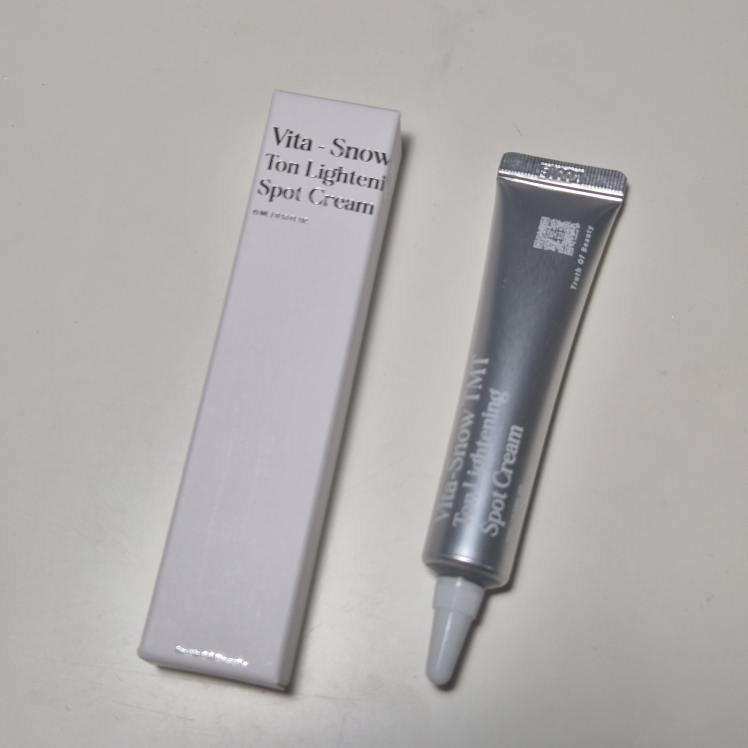 Vita - Snow
Ton Lighteni
Spot Cream
Truth Of Beauty
Vita-Snow TMT
Ton Lightening
Spot Cream